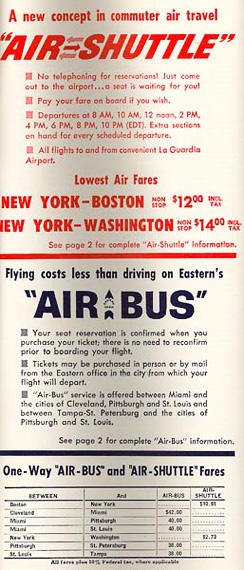 A new concept in commuter air travel
"AIR-SHUTTLE"
No telephoning for reservations! Just come
out to the airport...a seat is waiting for you!
Pay your fare on board if you wish.
Departures at 8 AM, 10 AM, 12 noon, 2 PM,
4 PM, 6 PM, 8 PM, 10 PM (EDT). Extra sections
on hand for every scheduled departure.
All flights to and from convenient La Guardia
Airport.
Lowest Air Fares
NEW YORK–BOSTON NON STOP $12.00 INCL. TAX
NEW YORK–WASHINGTON NON STOP $14.00 INCL. TAX
See page 2 for complete "Air-Shuttle" information.
Flying costs less than driving on Eastern's
"AIR BUS"
Your seat reservation is confirmed when you
purchase your ticket; there is no need to reconfirm
prior to boarding your flight.
Tickets may be purchased in person or by mail
from the Eastern office in the city from which your
flight will depart.
"Air-Bus" service is offered between Miami and
the cities of Cleveland, Pittsburgh and St. Louis and
between Tampa-St. Petersburg and the cities of
Pittsburgh and St. Louis.
See page 2 for complete "Air-Bus" information.
One-Way "AIR-BUS" and "AIR-SHUTTLE" Fares
BETWEEN And AIR-BUS AIR-SHUTTLE
Boston New York $10.91
Cleveland Miami $42.00
Miami Pittsburgh 40.00
Miami St. Louis 40.00
New York Washington 12.73
Pittsburgh St. Petersburg 38.00
St. Louis Tampa 38.00
All fares plus 10% Federal tax, where applicable